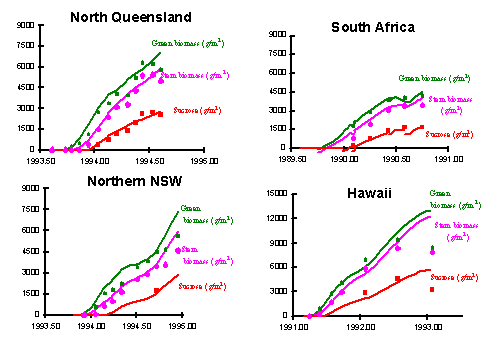 North Queensland
9000
7500
6000
4500
3000
1500
0
Green biomass (g/m²)
Stem biomass (g/m²)
Sucrose (g/m²)
1993.50 1994.00 1994.50 1995.00
South Africa
9000
7500
6000
4500
3000
1500
0
Green biomass (g/m²)
Stem biomass
(g/m²)
Sucrose (g/m²)
1989.50 1990.00 1990.50 1991.00
Northern NSW
9000
7500
6000
4500
3000
1500
0
Green
biomass (g/m²)
Stem
biomass (g/m²)
Sucrose (g/m²)
1993.50 1994.00 1994.50 1995.00
Hawaii
15000
12000
9000
6000
3000
0
Green
biomass (g/m²)
Stem biomass
(g/m²)
Sucrose (g/m²)
1991.00 1992.00 1993.00